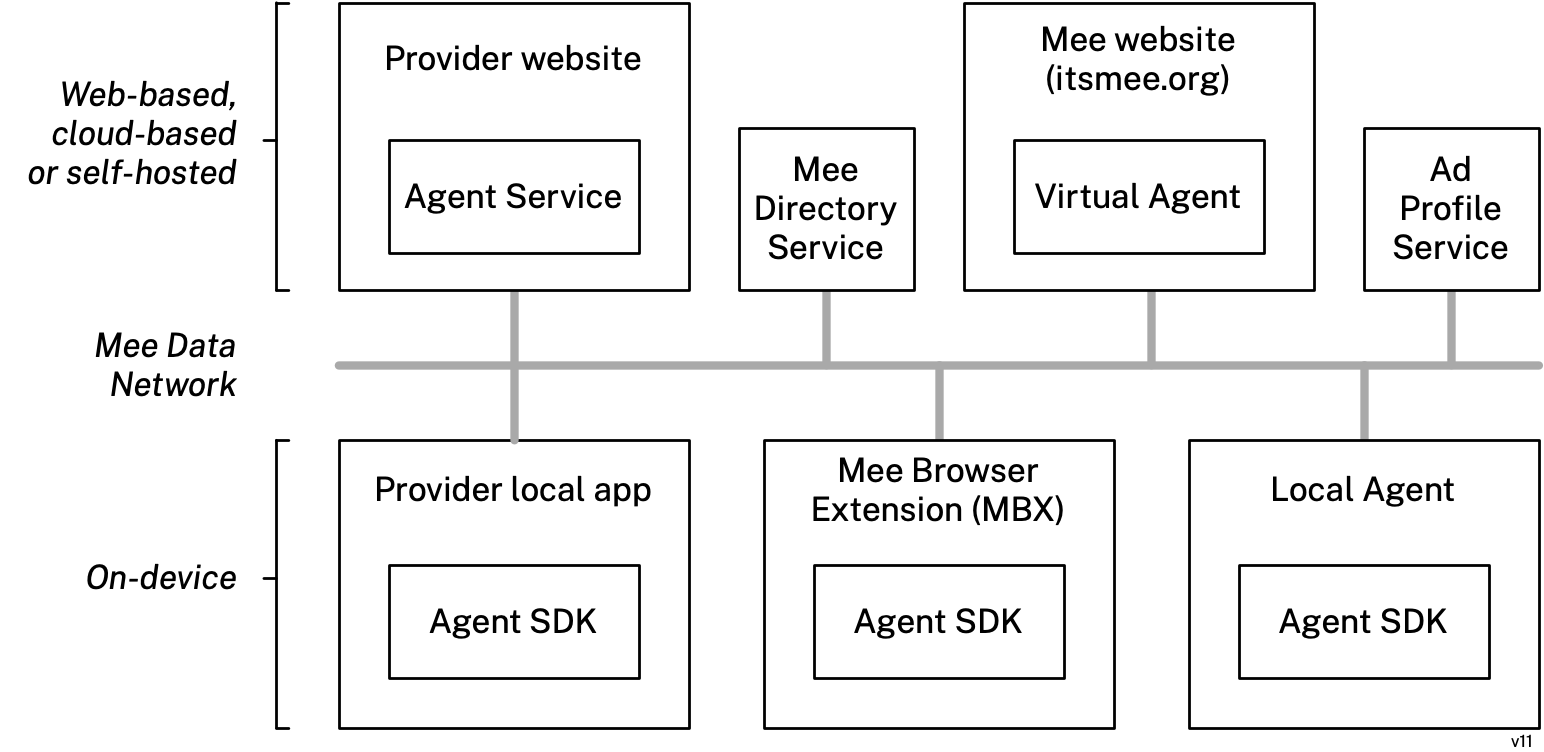 Web-based,
cloud-based
or self-hosted
Provider website
Agent Service
Mee
Directory
Service
Mee website
(itsmee.org)
Virtual Agent
Ad
Profile
Service
Mee Data
Network
On-device
Provider local app
Agent SDK
Mee Browser
Extension (MBX)
Agent SDK
Local Agent
Agent SDK
v11